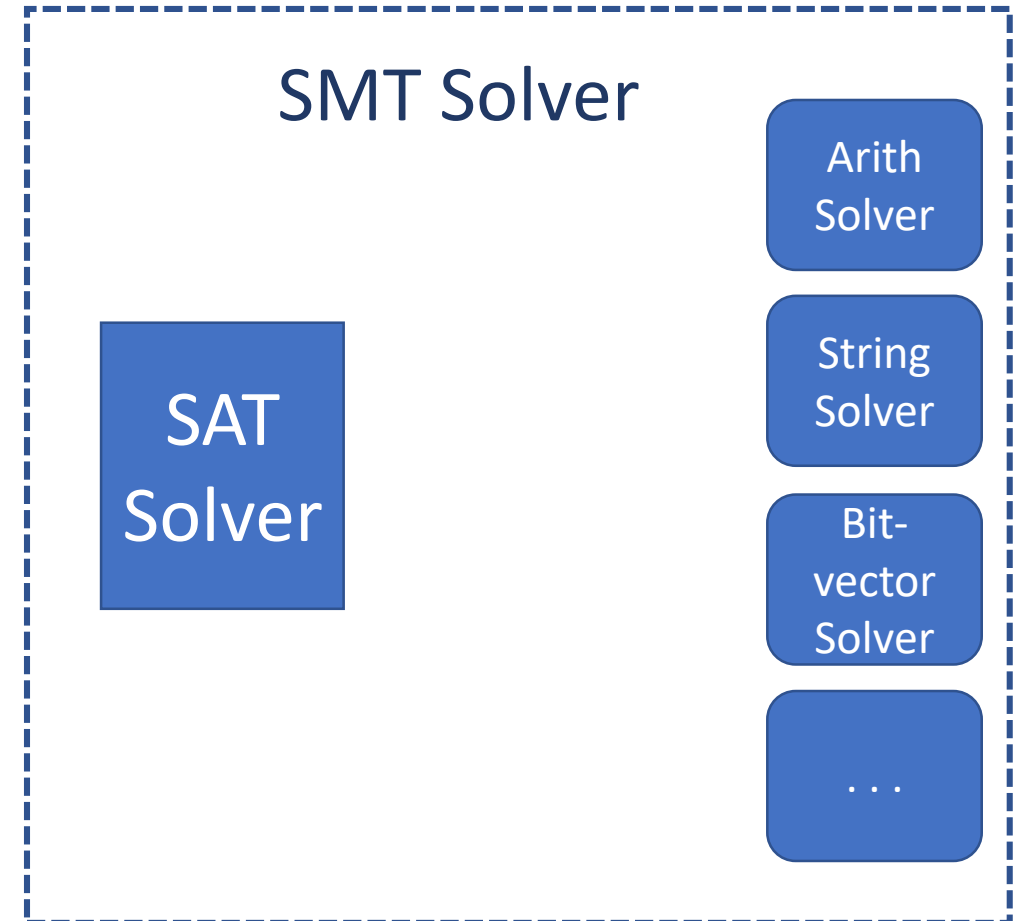 SMT Solver
SAT
Solver
Arith
Solver
String
Solver
Bit-
vector
Solver
. . .